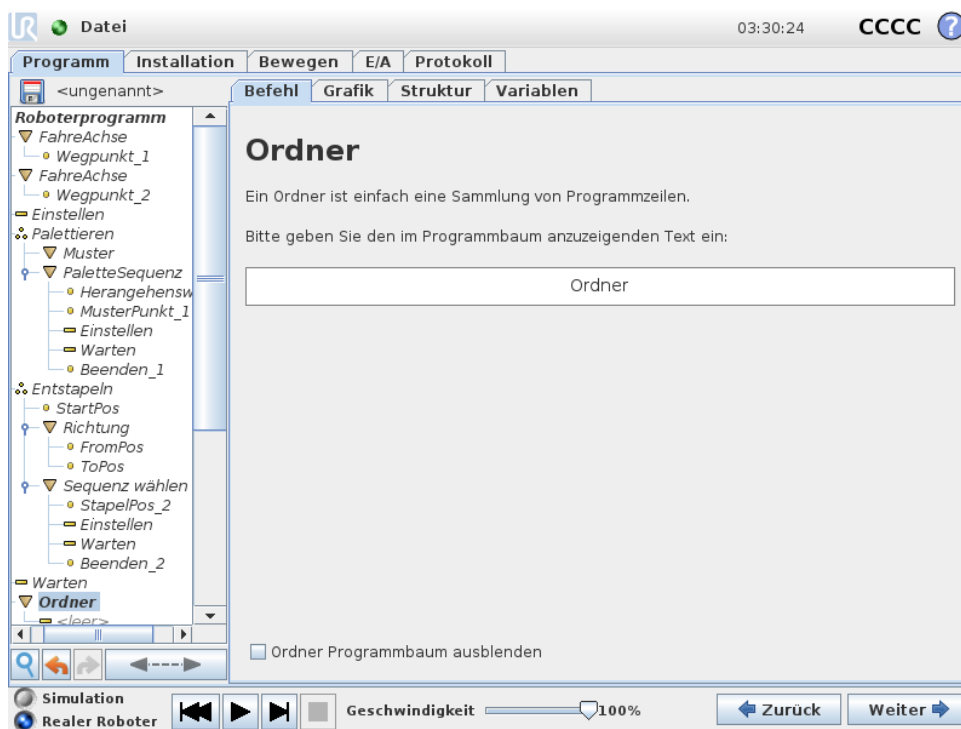 Datei 03:30:24 CCCC ?
Programm Installation Bewegen E/A Protokoll
<ungenannt> Befehl Grafik Struktur Variablen
Roboterprogramm
FahreAchse
Wegpunkt_1
FahreAchse
Wegpunkt_2
Einstellen
Palettieren
Muster
PaletteSequenz
Herangehensw
MusterPunkt_1
Einstellen
Warten
Beenden_1
Entstapeln
StartPos
Richtung
FromPos
ToPos
Sequenz wählen
StapelPos_2
Einstellen
Warten
Beenden_2
Warten
Ordner
<leer>
Ordner
Ein Ordner ist einfach eine Sammlung von Programmzeilen.
Bitte geben Sie den im Programmbaum anzuzeigenden Text ein:
Ordner
Ordner Programmbaum ausblenden
Simulation
Realer Roboter
Geschwindigkeit 100%
Zurück Weiter